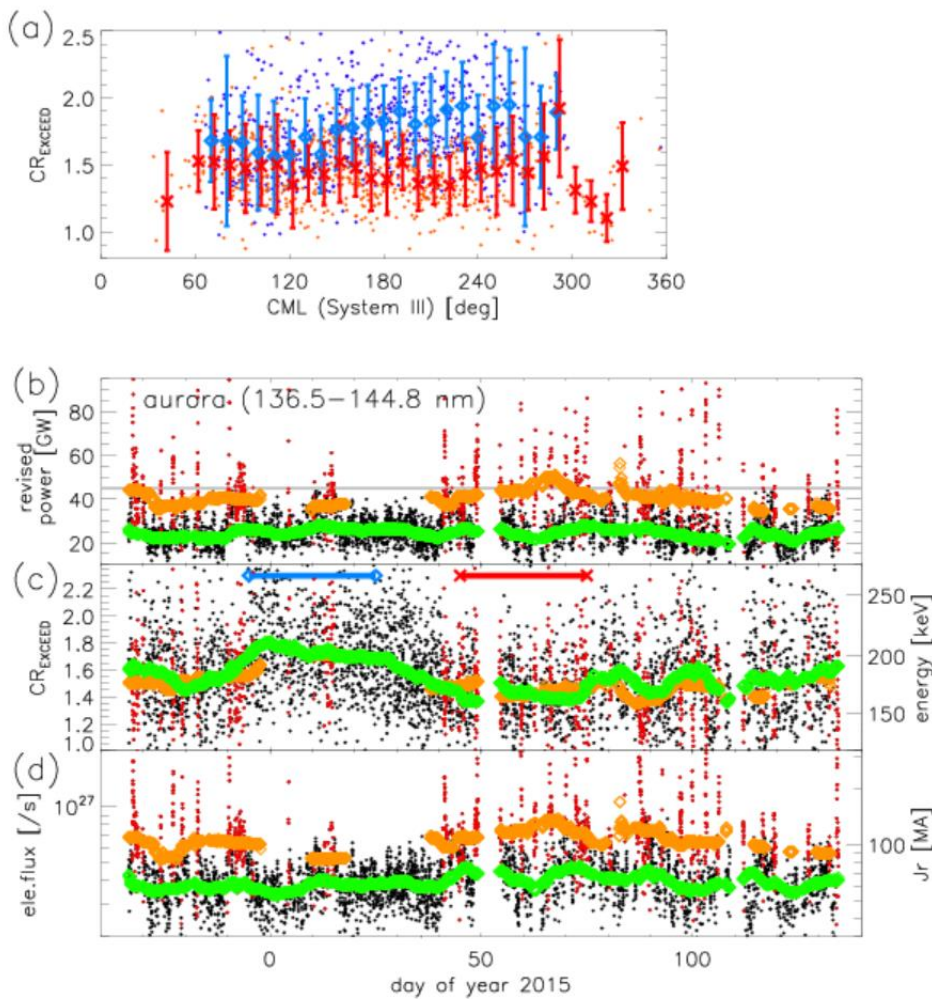 (a)
2.5
2.0
1.5
1.0
CR_EXCEED
0 60 120 180 240 300 360
CML (System III) [deg]
(b)
aurora (136.5−144.8 nm)
80
60
40
20
revised
power [GW]
(c)
2.2
2.0
1.8
1.6
1.4
1.2
1.0
CR_EXCEED
250
200
150
energy [keV]
(d)
10^27
ele.flux [/s]
100
Jr [MA]
0 50 100
day of year 2015